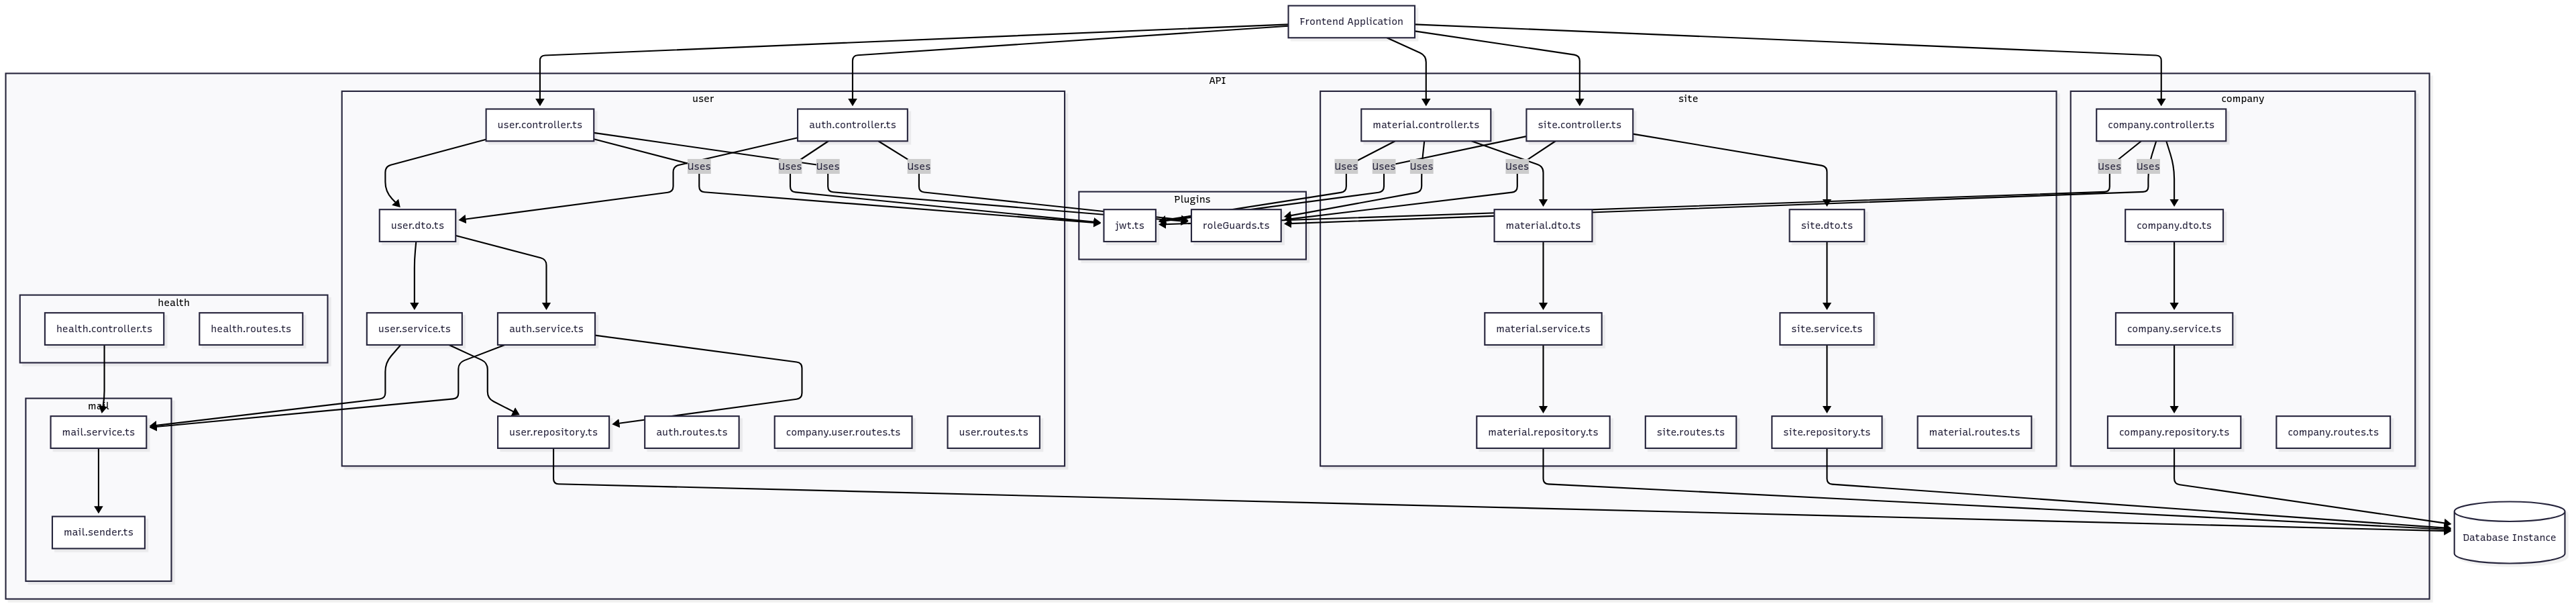 Frontend Application
API
user
site
company
user.controller.ts
auth.controller.ts
material.controller.ts
site.controller.ts
company.controller.ts
Uses
Uses
Uses
Uses
Uses
Uses
Uses
Uses
Uses
Uses
Plugins
user.dto.ts
jwt.ts
roleGuards.ts
material.dto.ts
site.dto.ts
company.dto.ts
health
health.controller.ts
health.routes.ts
user.service.ts
auth.service.ts
material.service.ts
site.service.ts
company.service.ts
mail
mail.service.ts
user.repository.ts
auth.routes.ts
company.user.routes.ts
user.routes.ts
material.repository.ts
site.routes.ts
site.repository.ts
material.routes.ts
company.repository.ts
company.routes.ts
mail.sender.ts
Database Instance